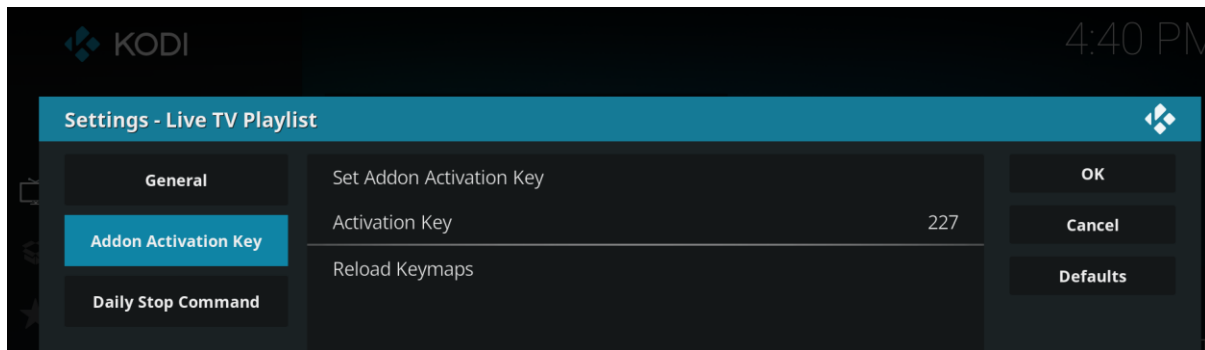 KODI
4:40 PM
Settings - Live TV Playlist
General
Addon Activation Key
Daily Stop Command
Set Addon Activation Key
Activation Key 227
Reload Keymaps
OK
Cancel
Defaults